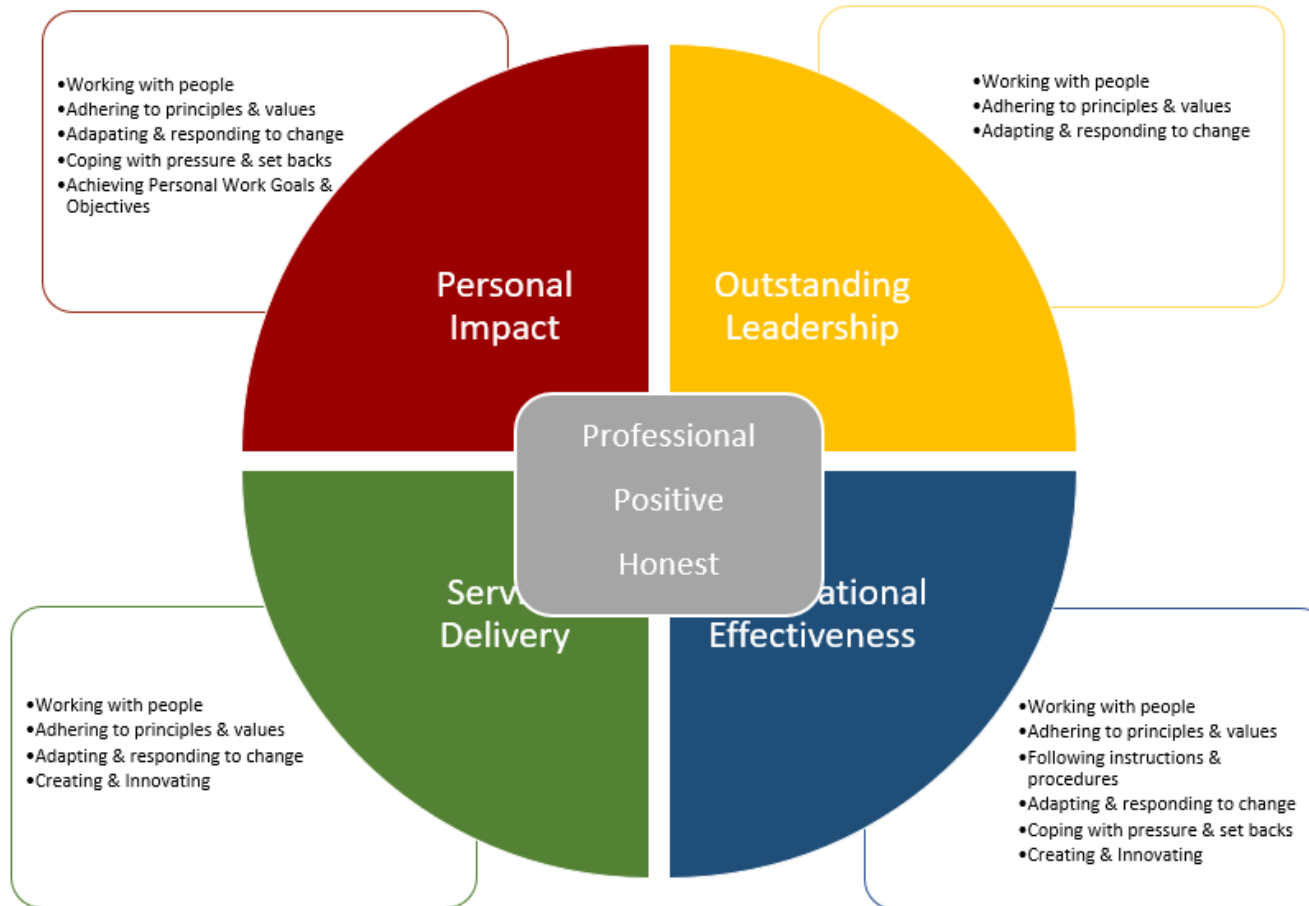 •Working with people
•Adhering to principles & values
•Adapating & responding to change
•Coping with pressure & set backs
•Achieving Personal Work Goals &
Objectives
•Working with people
•Adhering to principles & values
•Adapting & responding to change
Personal
Impact
Outstanding
Leadership
Professional
Positive
Honest
Delivery
Effectiveness
•Working with people
•Adhering to principles & values
•Adapting & responding to change
•Creating & Innovating
•Working with people
•Adhering to principles & values
•Following instructions &
procedures
•Adapting & responding to change
•Coping with pressure & set backs
•Creating & Innovating